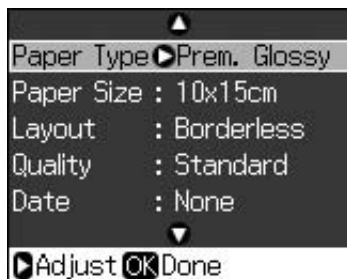 Paper Type Prem. Glossy
Paper Size : 10x15cm
Layout : Borderless
Quality : Standard
Date : None
Adjust OK Done